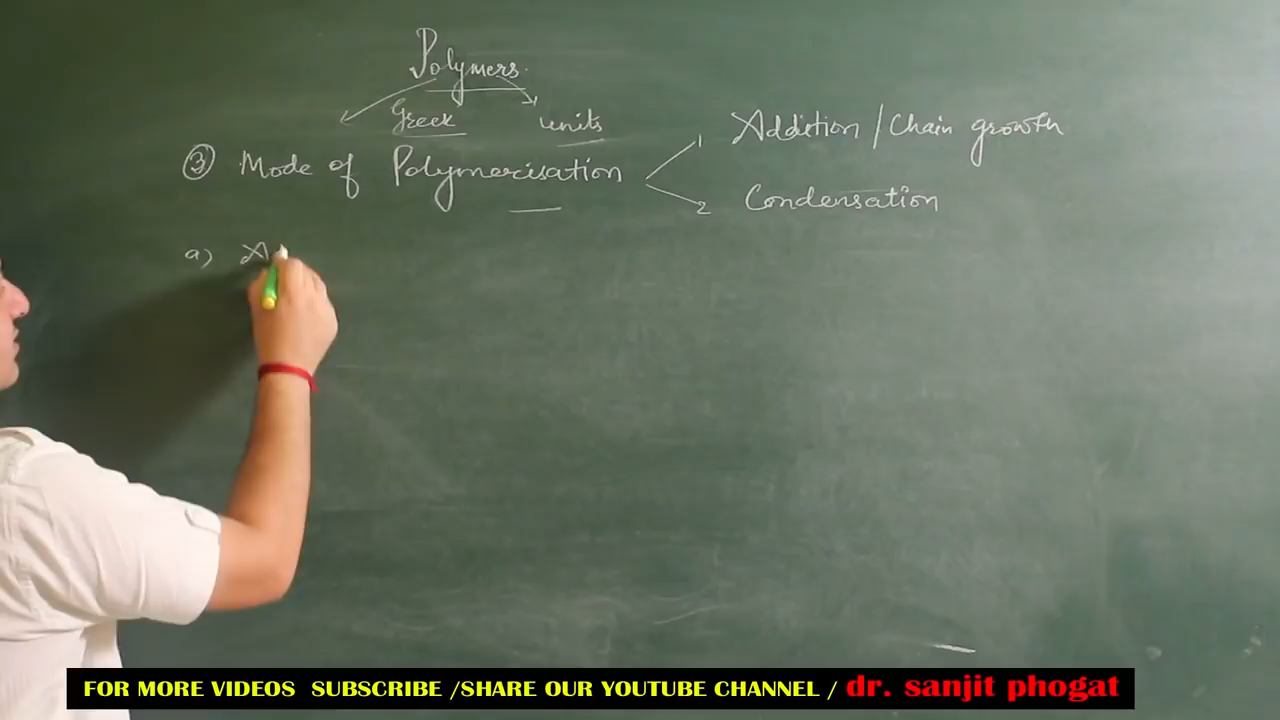 Polymers.
Greek units
③ Mode of Polymerisation
1 Addition / Chain growth
2 Condensation
a) A
FOR MORE VIDEOS SUBSCRIBE /SHARE OUR YOUTUBE CHANNEL / dr. sanjit phogat